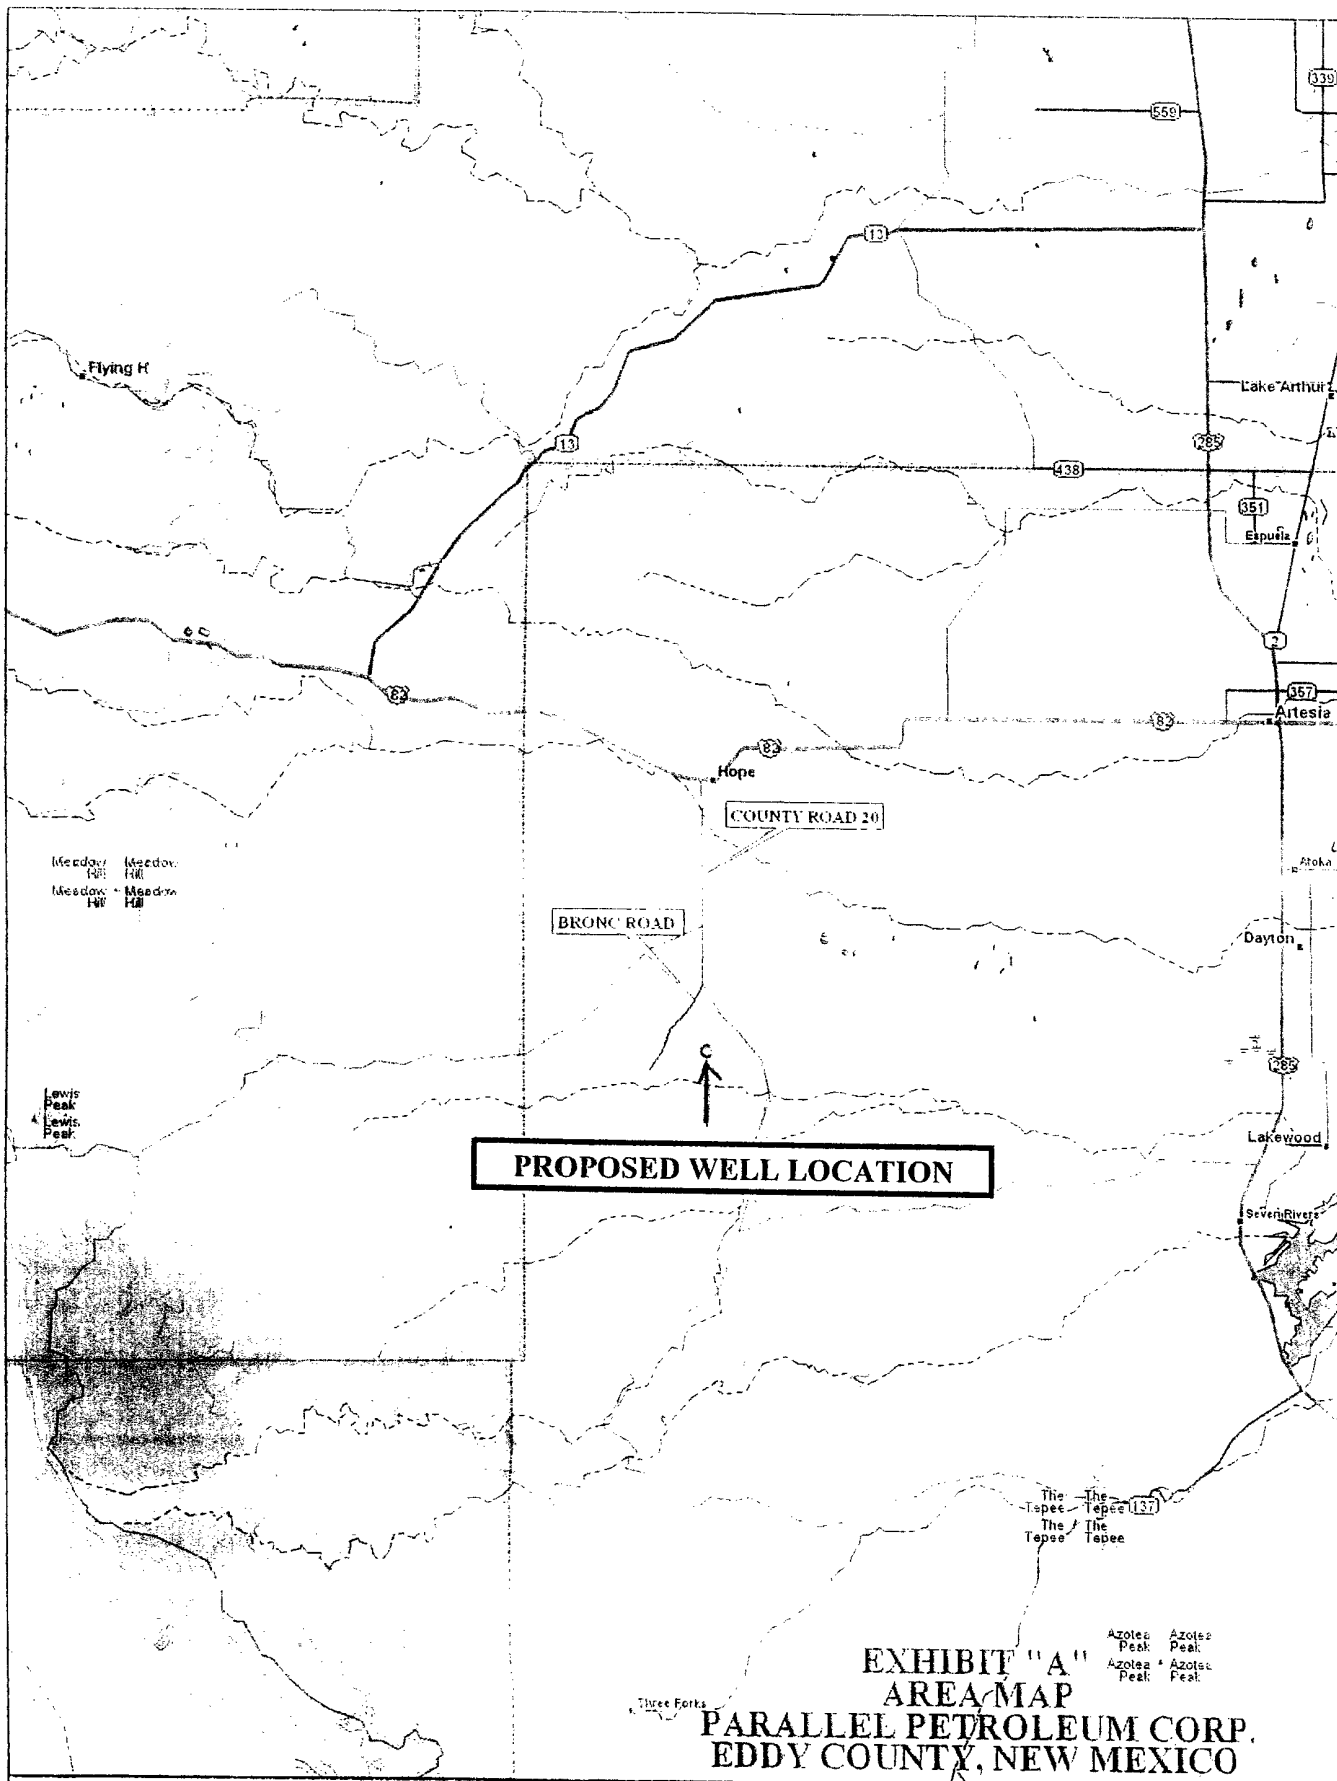 339
559
13
Flying H
Lake Arthur
13
285
438
351
Espuela
2
82
357
Artesia
82
82
Hope
COUNTY ROAD 20
Meadow Meadow
Hill Hill
Meadow Meadow
Hill Hill
Atoka
BRONC ROAD
Dayton
C
285
Lewis
Peak
Lewis
Peak
Lakewood
PROPOSED WELL LOCATION
Seven Rivers
The The
Tepee Tepee
137
The The
Tepee Tepee
Azotea Azotea
Peak Peak
Azotea Azotea
Peak Peak
EXHIBIT "A"
AREA MAP
Three Forks
PARALLEL PETROLEUM CORP.
EDDY COUNTY, NEW MEXICO